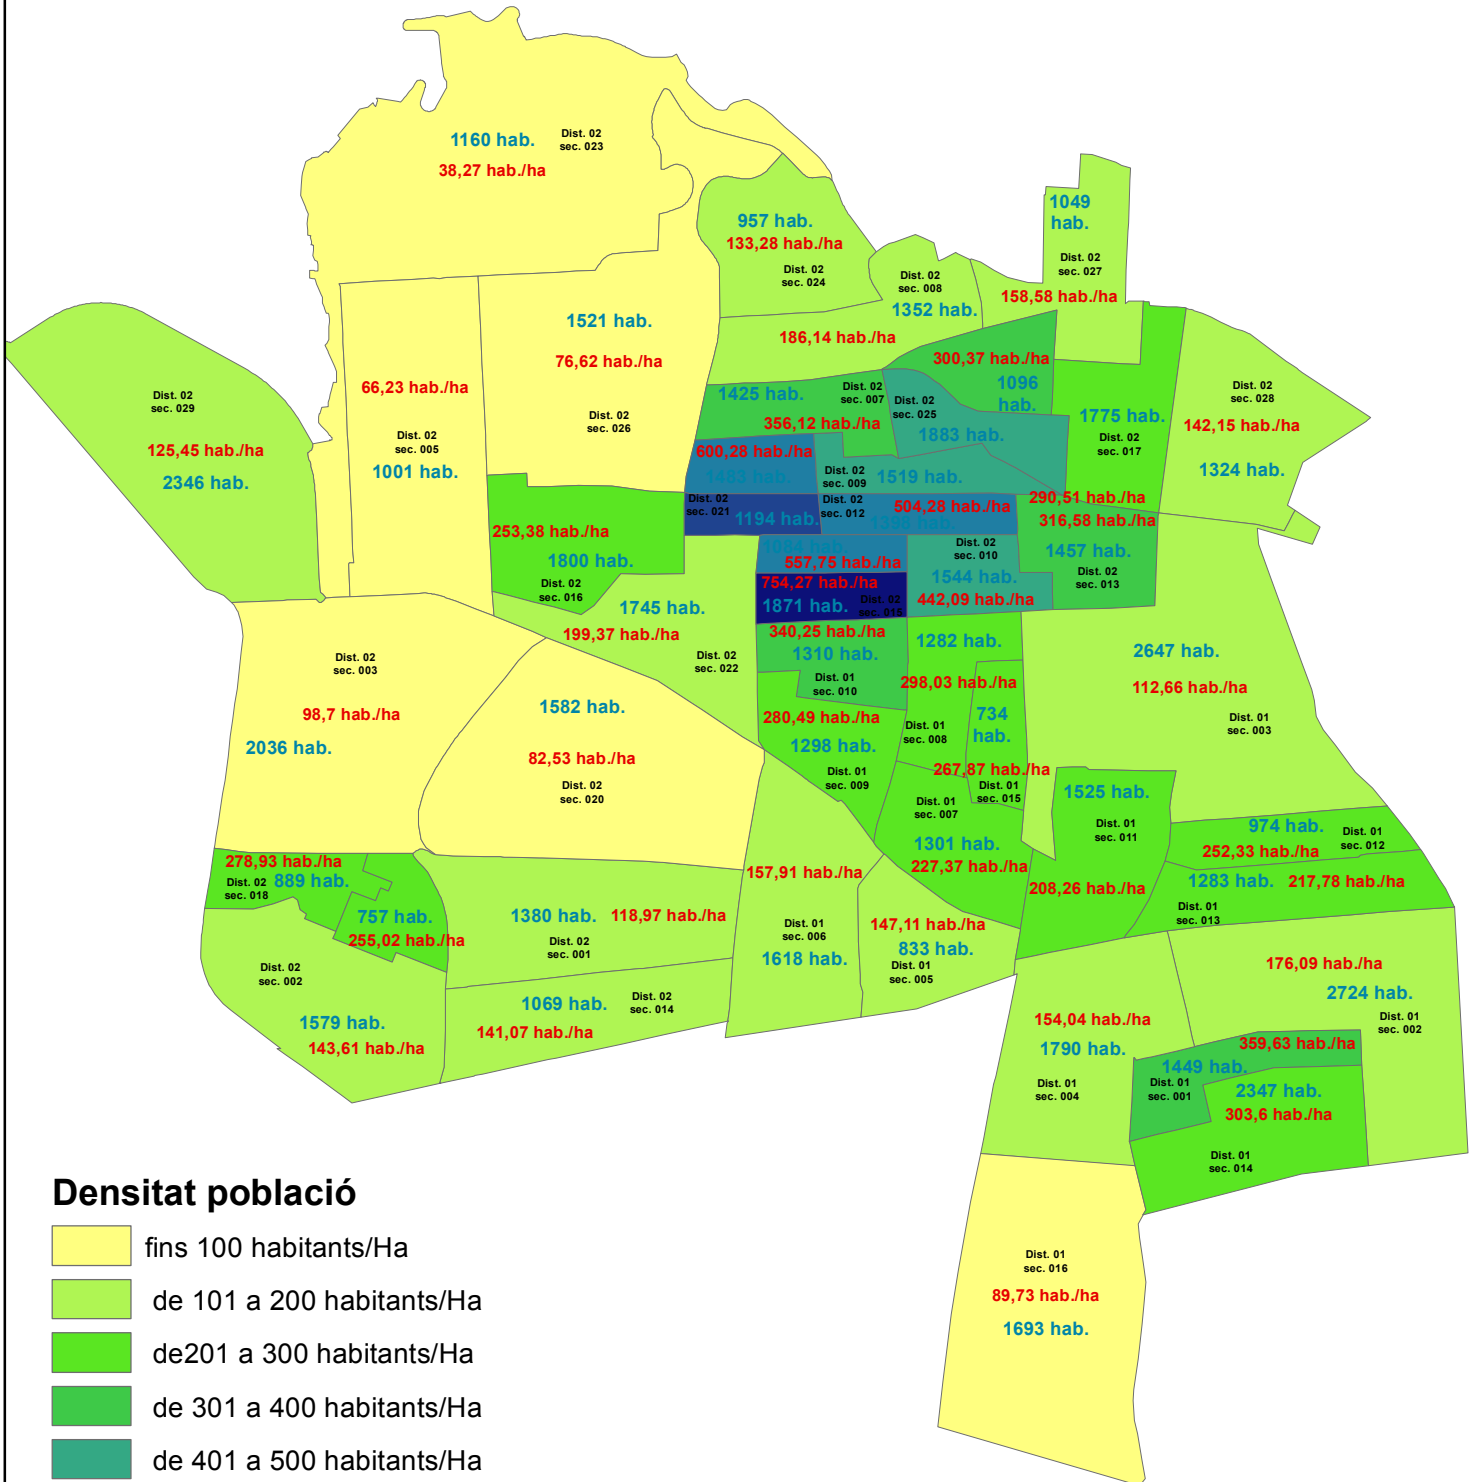 1160 hab.
Dist. 02
sec. 023
38,27 hab./ha
957 hab.
133,28 hab./ha
Dist. 02
sec. 024
1049
hab.
Dist. 02
sec. 027
158,58 hab./ha
Dist. 02
sec. 008
1352 hab.
186,14 hab./ha
1521 hab.
76,62 hab./ha
Dist. 02
sec. 026
66,23 hab./ha
Dist. 02
sec. 005
1001 hab.
Dist. 02
sec. 029
125,45 hab./ha
2346 hab.
300,37 hab./ha
1096
hab.
1425 hab.
Dist. 02
sec. 007
356,12 hab./ha
Dist. 02
sec. 025
1883 hab.
1775 hab.
Dist. 02
sec. 017
290,51 hab./ha
Dist. 02
sec. 028
142,15 hab./ha
1324 hab.
600,28 hab./ha
1483 hab.
Dist. 02
sec. 009
1519 hab.
Dist. 02
sec. 021
1194 hab.
Dist. 02
sec. 012
504,28 hab./ha
1398 hab.
316,58 hab./ha
1457 hab.
Dist. 02
sec. 013
253,38 hab./ha
1800 hab.
Dist. 02
sec. 016
1084 hab.
557,75 hab./ha
Dist. 02
sec. 010
1544 hab.
442,09 hab./ha
754,27 hab./ha
1871 hab.
Dist. 02
sec. 015
1745 hab.
199,37 hab./ha
Dist. 02
sec. 022
340,25 hab./ha
1310 hab.
Dist. 01
sec. 010
1282 hab.
298,03 hab./ha
Dist. 01
sec. 008
2647 hab.
112,66 hab./ha
Dist. 01
sec. 003
Dist. 02
sec. 003
98,7 hab./ha
2036 hab.
1582 hab.
82,53 hab./ha
Dist. 02
sec. 020
280,49 hab./ha
1298 hab.
Dist. 01
sec. 009
734
hab.
267,87 hab./ha
Dist. 01
sec. 015
Dist. 01
sec. 007
1301 hab.
227,37 hab./ha
1525 hab.
Dist. 01
sec. 011
208,26 hab./ha
974 hab.
Dist. 01
sec. 012
252,33 hab./ha
1283 hab.
217,78 hab./ha
Dist. 01
sec. 013
278,93 hab./ha
Dist. 02
sec. 018
889 hab.
757 hab.
255,02 hab./ha
1380 hab.
118,97 hab./ha
Dist. 02
sec. 001
157,91 hab./ha
Dist. 01
sec. 006
1618 hab.
147,11 hab./ha
833 hab.
Dist. 01
sec. 005
Dist. 02
sec. 002
1579 hab.
143,61 hab./ha
1069 hab.
Dist. 02
sec. 014
141,07 hab./ha
176,09 hab./ha
2724 hab.
Dist. 01
sec. 002
154,04 hab./ha
1790 hab.
Dist. 01
sec. 004
359,63 hab./ha
1449 hab.
Dist. 01
sec. 001
2347 hab.
303,6 hab./ha
Dist. 01
sec. 014
Dist. 01
sec. 016
89,73 hab./ha
1693 hab.
Densitat població
fins 100 habitants/Ha
de 101 a 200 habitants/Ha
de201 a 300 habitants/Ha
de 301 a 400 habitants/Ha
de 401 a 500 habitants/Ha